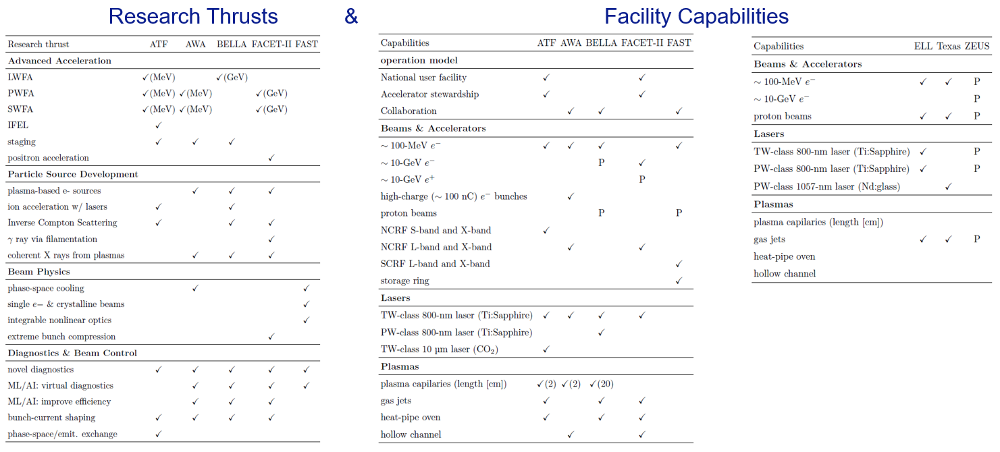 Research Thrusts & Facility Capabilities
Research thrust ATF AWA BELLA FACET-II FAST
Advanced Acceleration
LWFA ✓(MeV) ✓(GeV)
PWFA ✓(MeV) ✓(MeV) ✓(GeV)
SWFA ✓(MeV) ✓(MeV) ✓(GeV)
IFEL ✓
staging ✓ ✓ ✓
positron acceleration ✓
Particle Source Development
plasma-based e- sources ✓ ✓ ✓
ion acceleration w/ lasers ✓ ✓
Inverse Compton Scattering ✓ ✓ ✓
γ ray via filamentation ✓
coherent X rays from plasmas ✓ ✓ ✓
Beam Physics
phase-space cooling ✓ ✓
single e− & crystalline beams ✓
integrable nonlinear optics ✓
extreme bunch compression ✓
Diagnostics & Beam Control
novel diagnostics ✓ ✓ ✓ ✓ ✓
ML/AI: virtual diagnostics ✓ ✓ ✓ ✓
ML/AI: improve efficiency ✓ ✓ ✓
bunch-current shaping ✓ ✓ ✓ ✓
phase-space/emit. exchange ✓
Capabilities ATF AWA BELLA FACET-II FAST
operation model
National user facility ✓ ✓
Accelerator stewardship ✓ ✓
Collaboration ✓ ✓ ✓
Beams & Accelerators
∼ 100-MeV e⁻ ✓ ✓ ✓ ✓
∼ 10-GeV e⁻ P ✓
∼ 10-GeV e⁺ P
high-charge (∼ 100 nC) e⁻ bunches ✓
proton beams P P
NCRF S-band and X-band ✓
NCRF L-band and X-band ✓ ✓
SCRF L-band and X-band ✓
storage ring ✓
Lasers
TW-class 800-nm laser (Ti:Sapphire) ✓ ✓ ✓ ✓
PW-class 800-nm laser (Ti:Sapphire) ✓
TW-class 10 µm laser (CO₂) ✓
Plasmas
plasma capilaries (length [cm]) ✓(2) ✓(2) ✓(20)
gas jets ✓ ✓ ✓
heat-pipe oven ✓ ✓ ✓
hollow channel ✓ ✓
Capabilities ELL Texas ZEUS
Beams & Accelerators
∼ 100-MeV e⁻ ✓ ✓ P
∼ 10-GeV e⁻ P
proton beams ✓ ✓ P
Lasers
TW-class 800-nm laser (Ti:Sapphire) ✓ P
PW-class 800-nm laser (Ti:Sapphire) ✓ P
PW-class 1057-nm laser (Nd:glass) ✓
Plasmas
plasma capilaries (length [cm])
gas jets ✓ ✓ P
heat-pipe oven
hollow channel